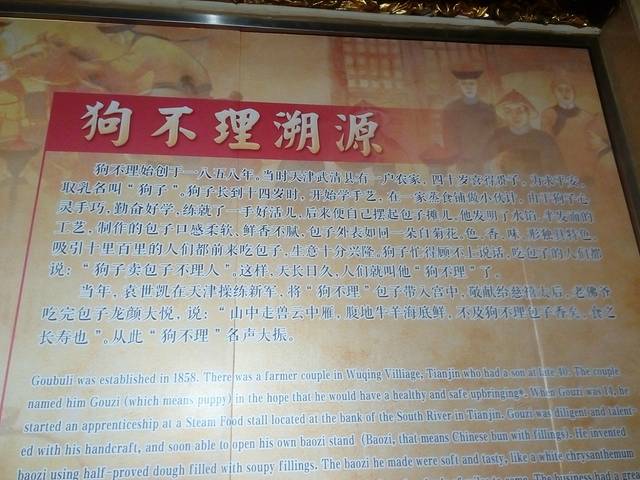 狗不理溯源
狗不理始创于一八五八年。当时天津武清县有一户农家，四十岁喜得贵子，为求平安，
取乳名叫“狗子”。狗子长到十四岁时，开始学手艺，在一家蒸食铺做小伙计，由于狗子心
灵手巧，勤奋好学，练就了一手好活儿，后来便自己摆起包子摊儿。他发明了水馅，半发面的
工艺，制作的包子口感柔软、鲜香不腻，包子外表如同一朵白菊花，色、香、味、形独具特色，
吸引十里百里的人们都前来吃包子，生意十分兴隆。狗子忙得顾不上说话，吃包子的人们都
说：“狗子卖包子不理人”。这样，天长日久，人们就叫他“狗不理”了。
当年，袁世凯在天津操练新军，将“狗不理”包子带入宫中，敬献给慈禧太后，老佛爷
吃完包子龙颜大悦，说：“山中走兽云中雁，腹地牛羊海底鲜，不及狗不理包子香矣，食之
长寿也”。从此“狗不理”名声大振。
Goubuli was established in 1858. There was a farmer couple in Wuqing Villiage, Tianjin who had a son at late 40. The couple
named him Gouzi (which means puppy) in the hope that he would have a healthy and safe upbringing*. When Gouzi was 14, he
started an apprenticeship at a Steam Food stall located at the bank of the South River in Tianjin. Gouzi was diligent and talent
ed with his handcraft, and soon able to open his own baozi stand (Baozi, that means Chinese bun with fillings). He invented
baozi using half-proved dough filled with soupy fillings. The baozi he made were soft and tasty, like a white chrysanthemum
The business had a grea